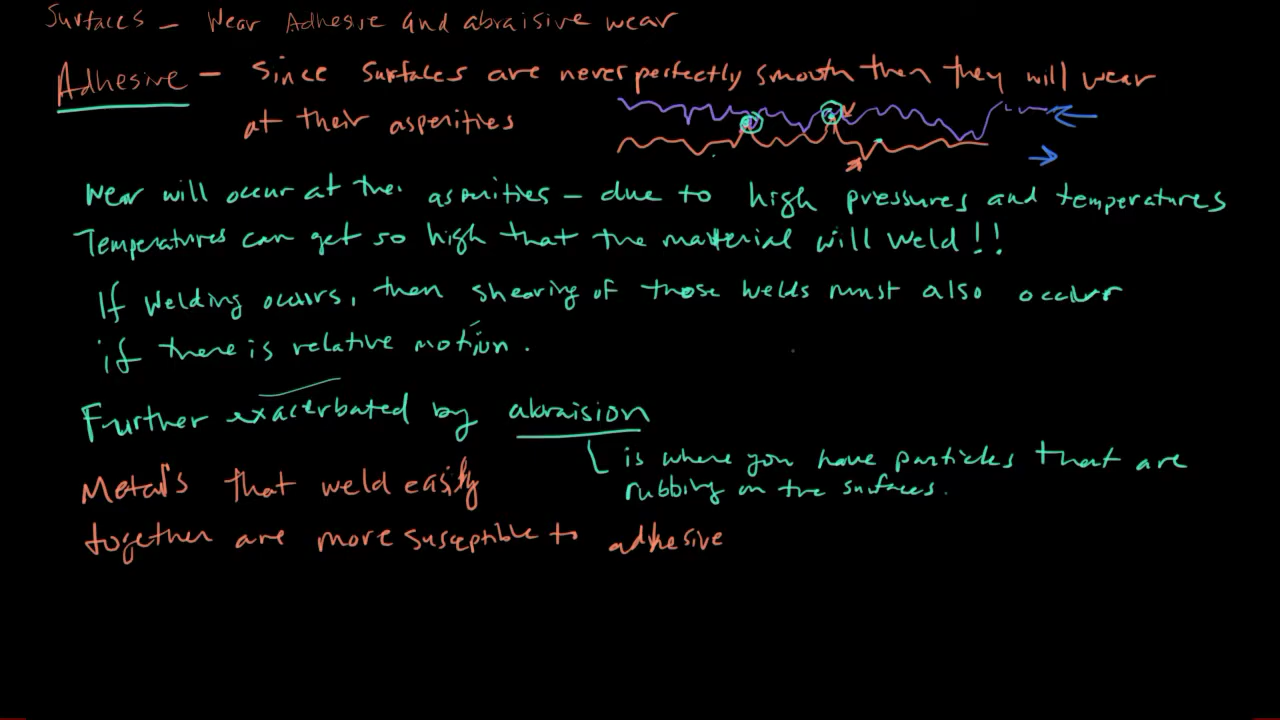 Surfaces - Wear Adhesive and abraisive wear
Adhesive - Since surfaces are never perfectly smooth then they will wear
at their asperities
Wear will occur at the asperities - due to high pressures and temperatures
Temperatures can get so high that the material will weld!!
If welding occurs, then shearing of those welds must also occur
if there is relative motion.
Further exacerbated by abraision
is where you have particles that are
rubbing on the surfaces.
Metals that weld easily
together are more susceptible to adhesive